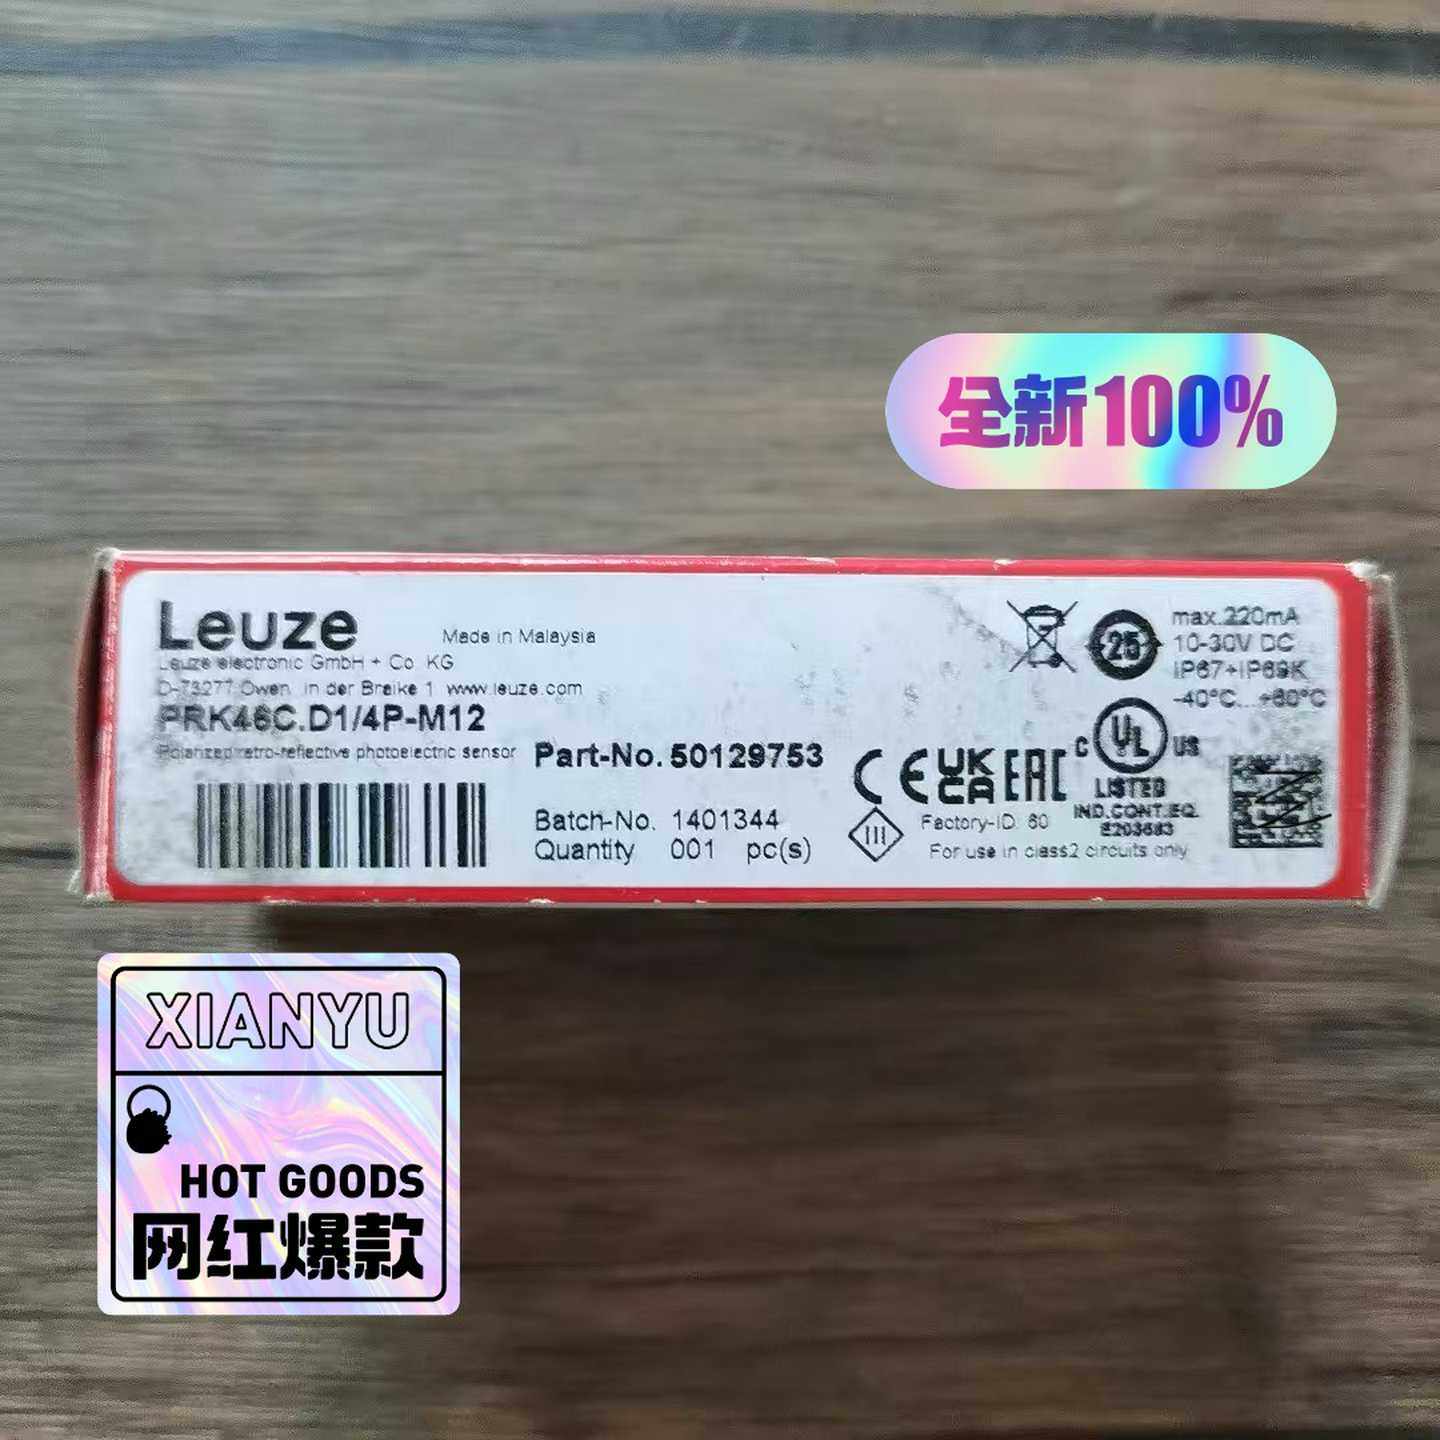 全新100%
Leuze
Made in Malaysia
Leuze electronic GmbH + Co. KG
D-73277 Owen, in der Braike 1 www.leuze.com
PRK46C.D1/4P-M12
Polarized retro-reflective photoelectric sensor
Part-No. 50129753
Batch-No. 1401344
Quantity 001 pc(s)
25
max.220mA
10-30V DC
IP67+IP69K
-40°C...+60°C
CE UK CA EAC
C UL US
LISTED
IND.CONT.EQ.
E203683
III
Factory-ID: 60
For use in class2 circuits only
XIANYU
HOT GOODS
网红爆款